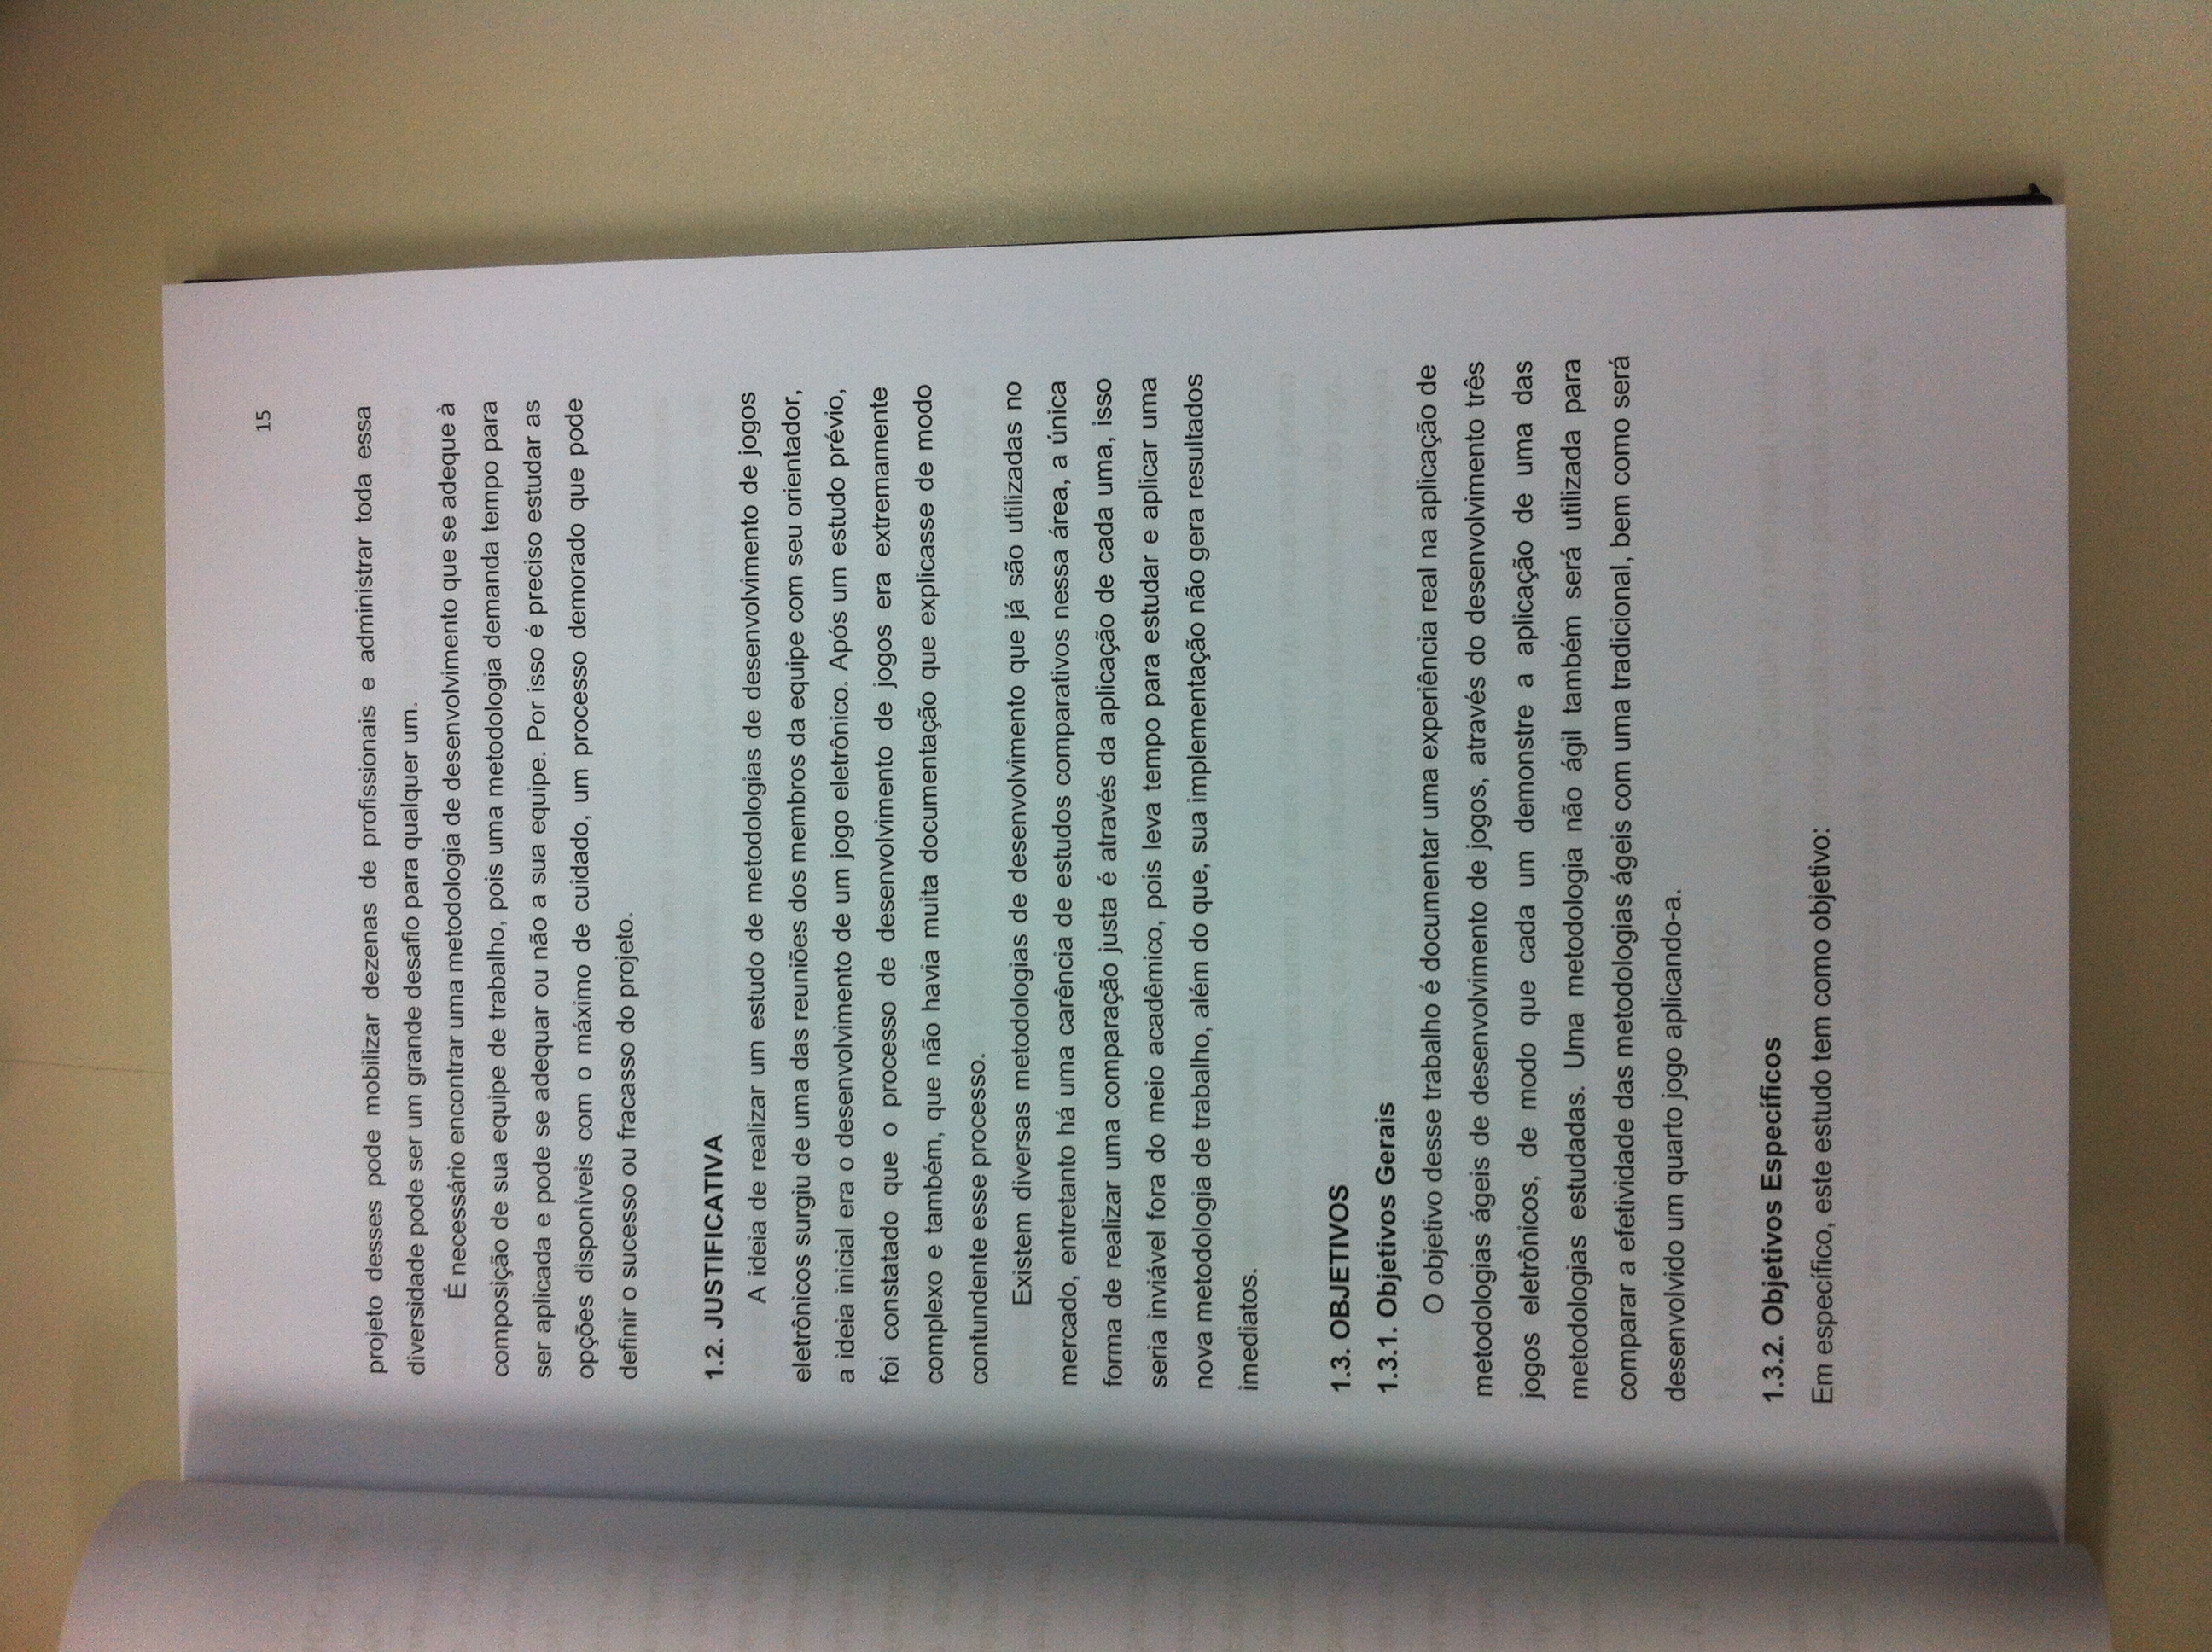 15
projeto desses pode mobilizar dezenas de profissionais e administrar toda essa
diversidade pode ser um grande desafio para qualquer um.
É necessário encontrar uma metodologia de desenvolvimento que se adeque à
composição de sua equipe de trabalho, pois uma metodologia demanda tempo para
ser aplicada e pode se adequar ou não a sua equipe. Por isso é preciso estudar as
opções disponíveis com o máximo de cuidado, um processo demorado que pode
definir o sucesso ou fracasso do projeto.
1.2. JUSTIFICATIVA
A ideia de realizar um estudo de metodologias de desenvolvimento de jogos
eletrônicos surgiu de uma das reuniões dos membros da equipe com seu orientador,
a ideia inicial era o desenvolvimento de um jogo eletrônico. Após um estudo prévio,
foi constatado que o processo de desenvolvimento de jogos era extremamente
complexo e também, que não havia muita documentação que explicasse de modo
contundente esse processo.
Existem diversas metodologias de desenvolvimento que já são utilizadas no
mercado, entretanto há uma carência de estudos comparativos nessa área, a única
forma de realizar uma comparação justa é através da aplicação de cada uma, isso
seria inviável fora do meio acadêmico, pois leva tempo para estudar e aplicar uma
nova metodologia de trabalho, além do que, sua implementação não gera resultados
imediatos.
1.3. OBJETIVOS
1.3.1. Objetivos Gerais
O objetivo desse trabalho é documentar uma experiência real na aplicação de
metodologias ágeis de desenvolvimento de jogos, através do desenvolvimento três
jogos eletrônicos, de modo que cada um demonstre a aplicação de uma das
metodologias estudadas. Uma metodologia não ágil também será utilizada para
comparar a efetividade das metodologias ágeis com uma tradicional, bem como será
desenvolvido um quarto jogo aplicando-a.
1.3.2. Objetivos Específicos
Em específico, este estudo tem como objetivo: